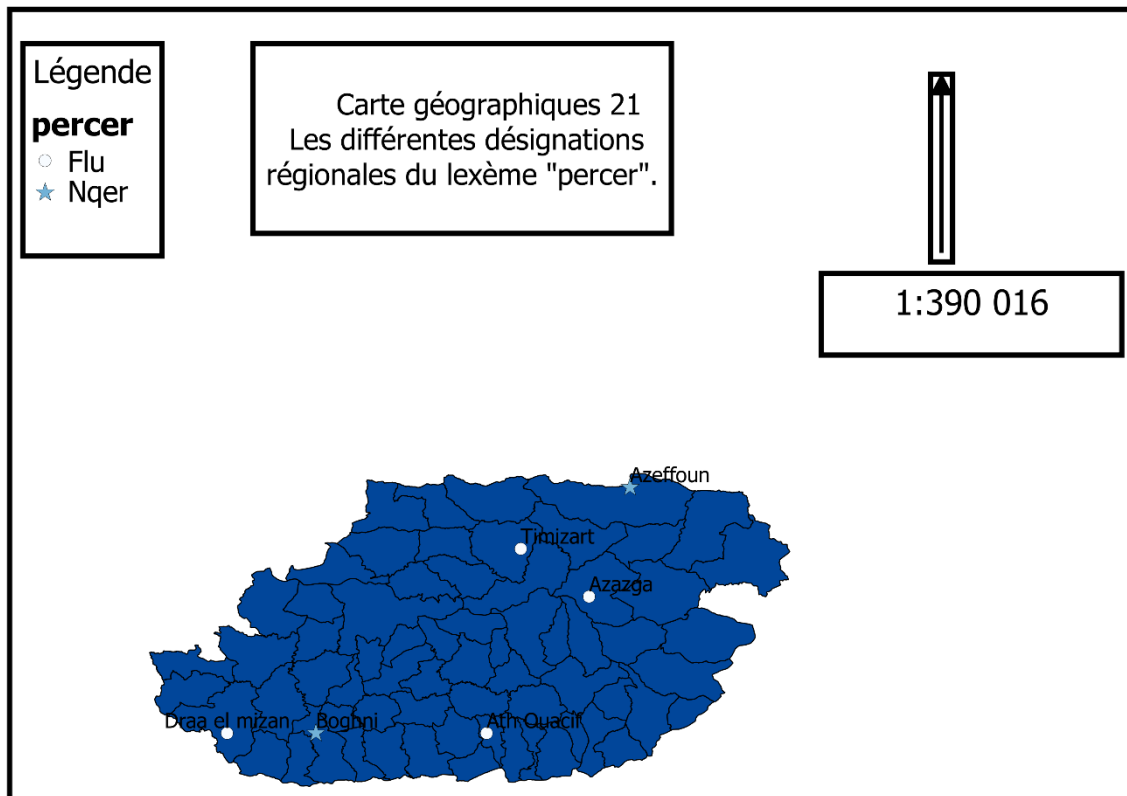 Légende
percer
Flu
Nqer
Carte géographiques 21
Les différentes désignations
régionales du lexème "percer".
1:390 016
Azeffoun
Timizart
Azazga
Draa el mizan
Boghni
Ath Ouacif